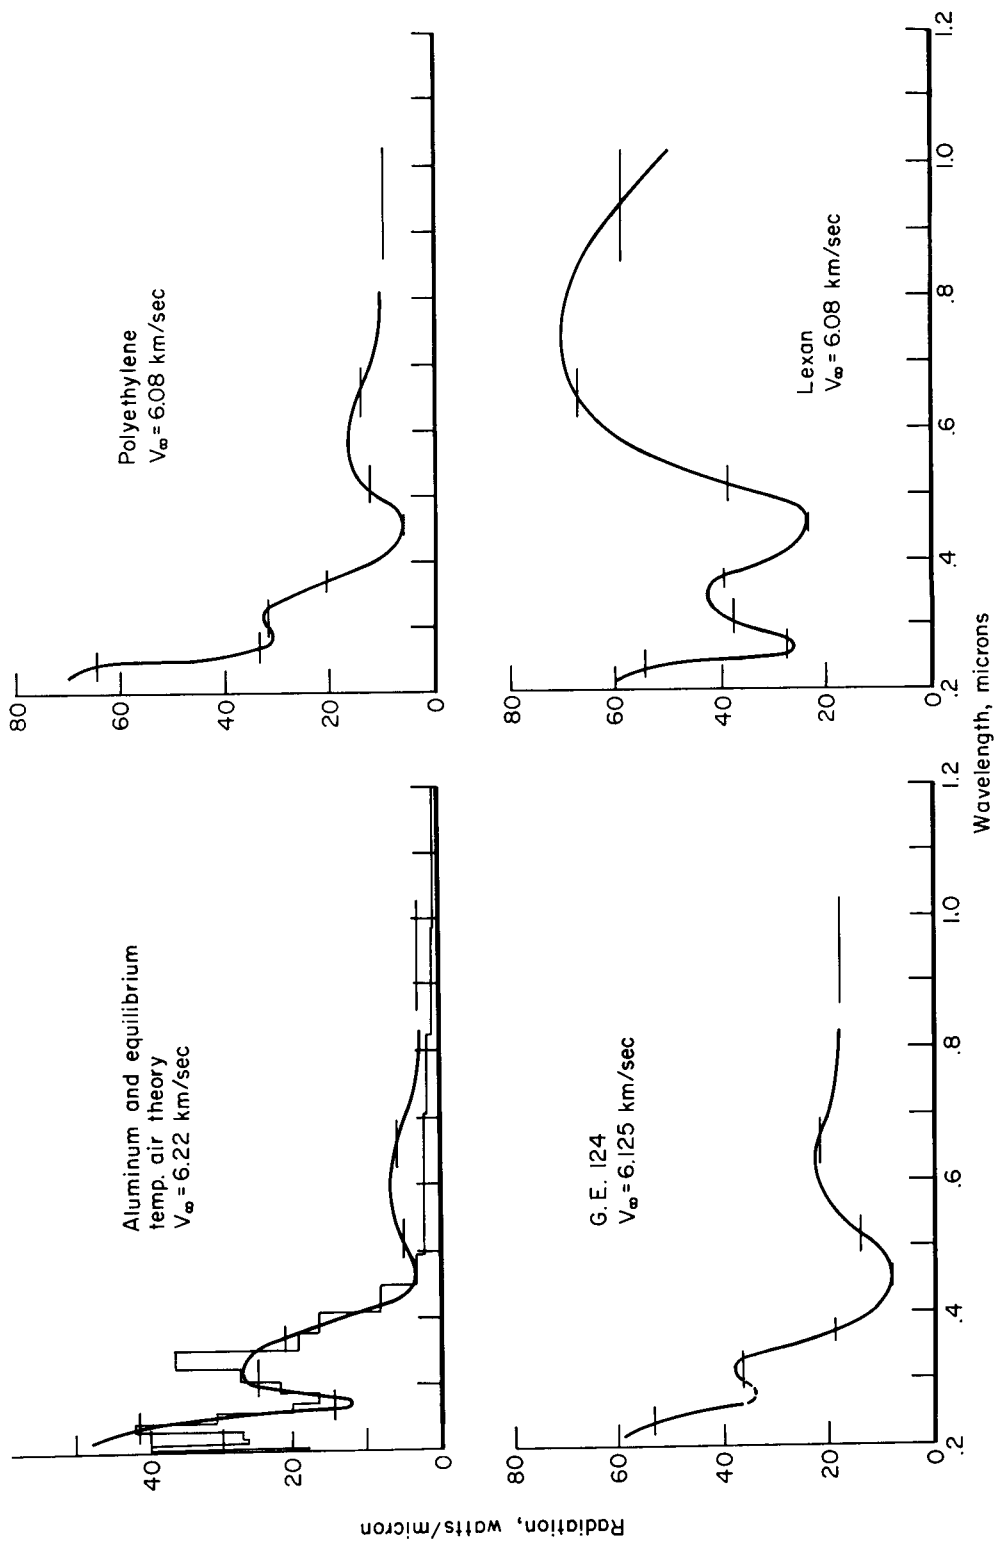 Aluminum and equilibrium
temp. air theory
V∞ = 6.22 km/sec
40
20
0
Polyethylene
V∞ = 6.08 km/sec
80
60
40
20
0
G.E. 124
V∞ = 6.125 km/sec
80
60
40
20
0
.2 .4 .6 .8 1.0 1.2
Lexan
V∞ = 6.08 km/sec
80
60
40
20
0
.2 .4 .6 .8 1.0 1.2
Radiation, watts/micron
Wavelength, microns